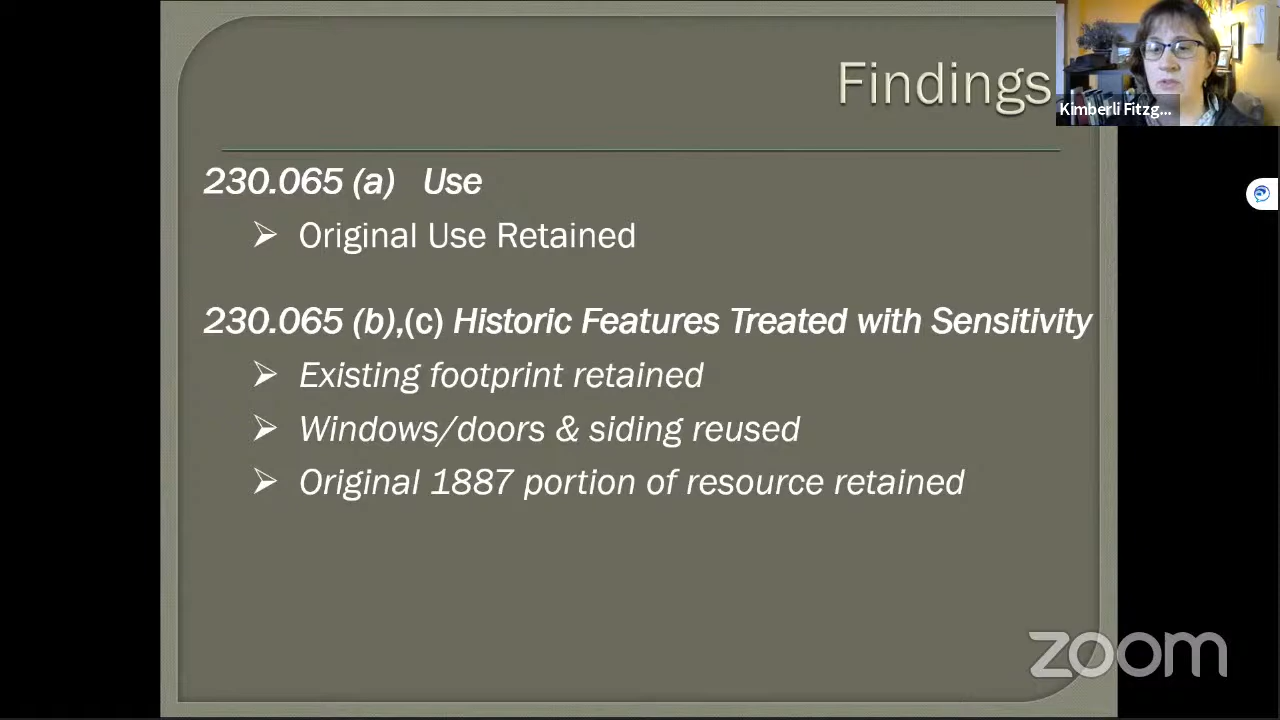 Findings
Kimberli Fitzg...
230.065 (a) Use
Original Use Retained
230.065 (b),(c) Historic Features Treated with Sensitivity
Existing footprint retained
Windows/doors & siding reused
Original 1887 portion of resource retained
zoom